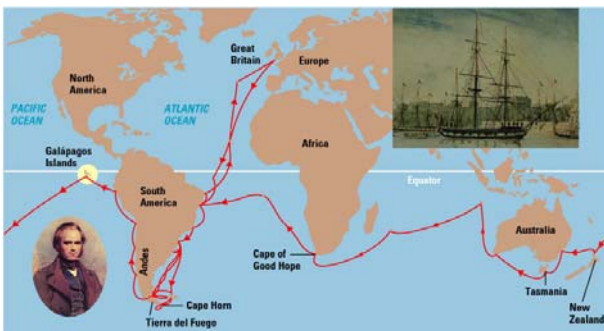 Great
Britain
Europe
North
America
PACIFIC
OCEAN
ATLANTIC
OCEAN
Africa
Galápagos
Islands
Equator
South
America
Australia
Andes
Cape of
Good Hope
Tasmania
New
Zealand
Cape Horn
Tierra del Fuego